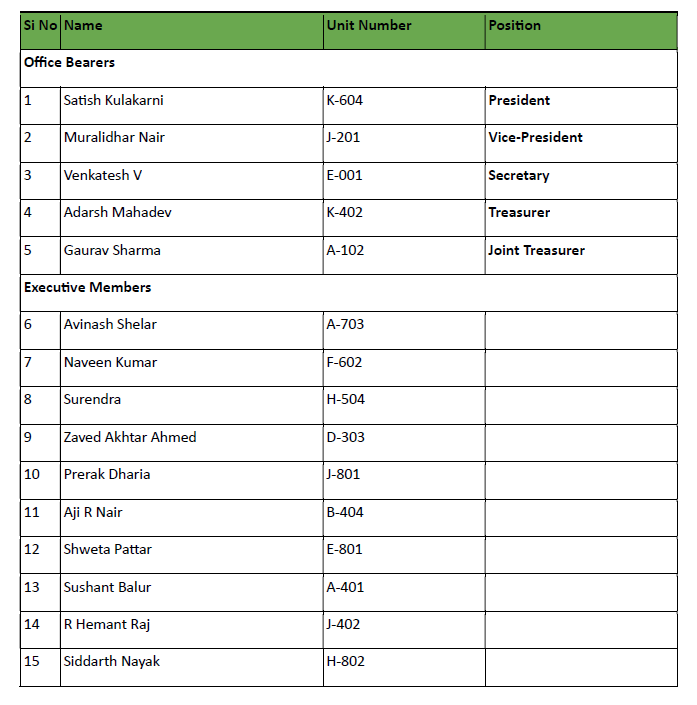 Si No Name Unit Number Position
Office Bearers
1 Satish Kulakarni K-604 President
2 Muralidhar Nair J-201 Vice-President
3 Venkatesh V E-001 Secretary
4 Adarsh Mahadev K-402 Treasurer
5 Gaurav Sharma A-102 Joint Treasurer
Executive Members
6 Avinash Shelar A-703
7 Naveen Kumar F-602
8 Surendra H-504
9 Zaved Akhtar Ahmed D-303
10 Prerak Dharia J-801
11 Aji R Nair B-404
12 Shweta Pattar E-801
13 Sushant Balur A-401
14 R Hemant Raj J-402
15 Siddarth Nayak H-802